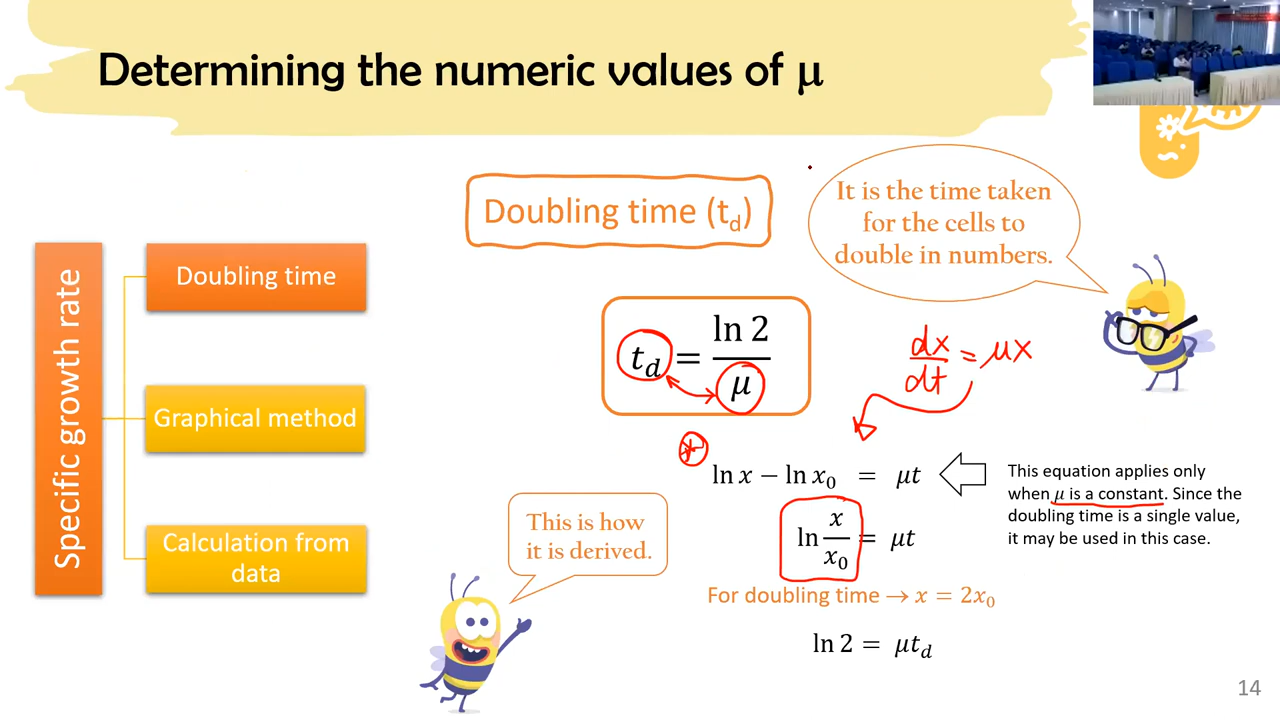 Determining the numeric values of μ
Doubling time (t_d)
It is the time taken
for the cells to
double in numbers.
Specific growth rate
Doubling time
Graphical method
Calculation from
data
t_d = ln 2 / μ
dx/dt = μx
ln x − ln x₀ = μt
This equation applies only
when μ is a constant. Since the
doubling time is a single value,
it may be used in this case.
ln x/x₀ = μt
This is how
it is derived.
For doubling time → x = 2x₀
ln 2 = μt_d
14